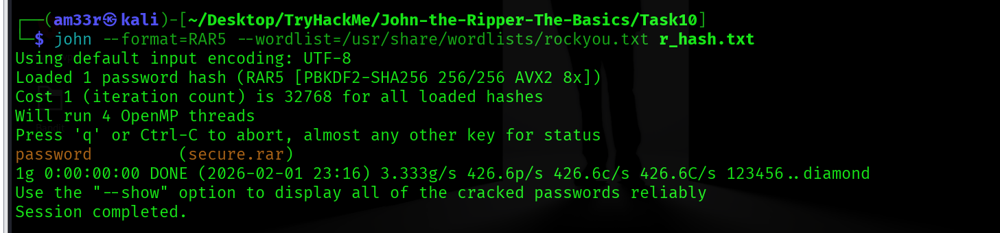 ┌──(am33r㉿kali)-[~/Desktop/TryHackMe/John-the-Ripper-The-Basics/Task10]
└─$ john --format=RAR5 --wordlist=/usr/share/wordlists/rockyou.txt r_hash.txt
Using default input encoding: UTF-8
Loaded 1 password hash (RAR5 [PBKDF2-SHA256 256/256 AVX2 8x])
Cost 1 (iteration count) is 32768 for all loaded hashes
Will run 4 OpenMP threads
Press 'q' or Ctrl-C to abort, almost any other key for status
password         (secure.rar)
1g 0:00:00:00 DONE (2026-02-01 23:16) 3.333g/s 426.6p/s 426.6c/s 426.6C/s 123456..diamond
Use the "--show" option to display all of the cracked passwords reliably
Session completed.